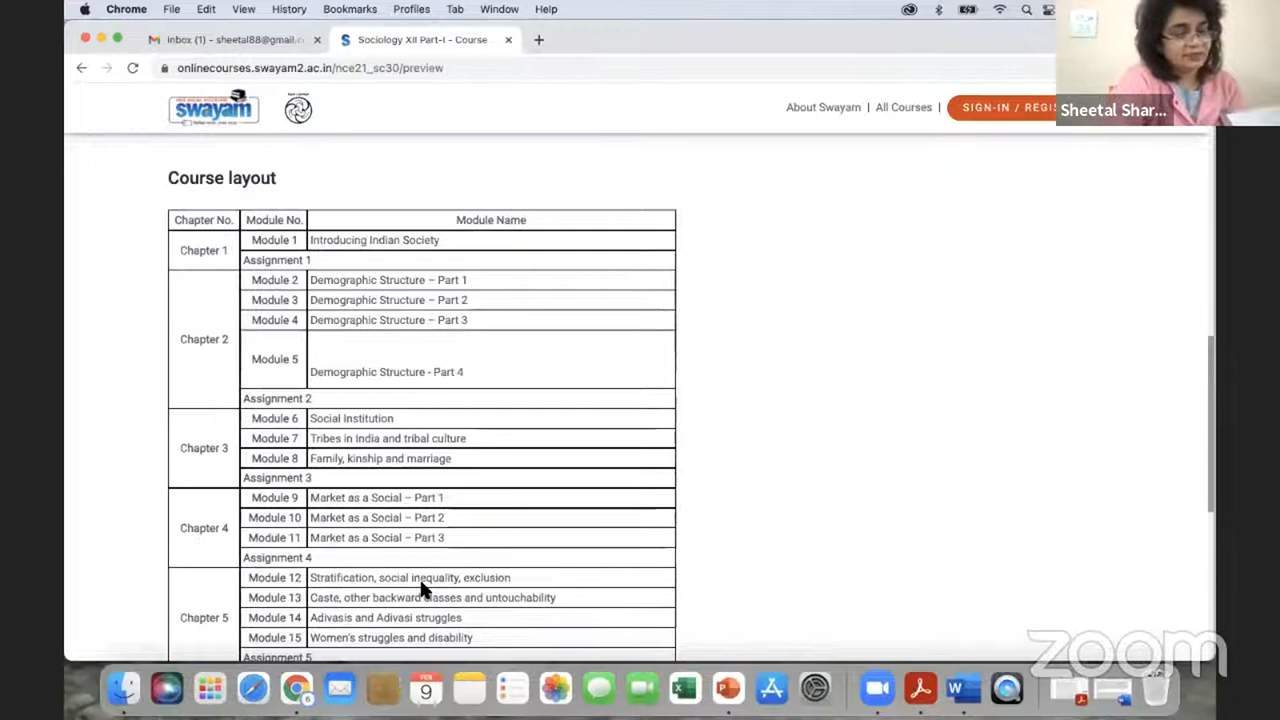 Chrome File Edit View History Bookmarks Profiles Tab Window Help
Inbox (1) - sheetal88@gmail.c
Sociology XII Part-I - Course
onlinecourses.swayam2.ac.in/nce21_sc30/preview
swayam
About Swayam | All Courses | SIGN-IN / REGIS
Sheetal Shar...
Course layout
Chapter No. Module No. Module Name
Chapter 1
Module 1 Introducing Indian Society
Assignment 1
Chapter 2
Module 2 Demographic Structure – Part 1
Module 3 Demographic Structure – Part 2
Module 4 Demographic Structure – Part 3
Module 5 Demographic Structure - Part 4
Assignment 2
Chapter 3
Module 6 Social Institution
Module 7 Tribes in India and tribal culture
Module 8 Family, kinship and marriage
Assignment 3
Chapter 4
Module 9 Market as a Social – Part 1
Module 10 Market as a Social – Part 2
Module 11 Market as a Social – Part 3
Assignment 4
Chapter 5
Module 12 Stratification, social inequality, exclusion
Module 13 Caste, other backward classes and untouchability
Module 14 Adivasis and Adivasi struggles
Module 15 Women's struggles and disability
Assignment 5
zoom
FEB
9